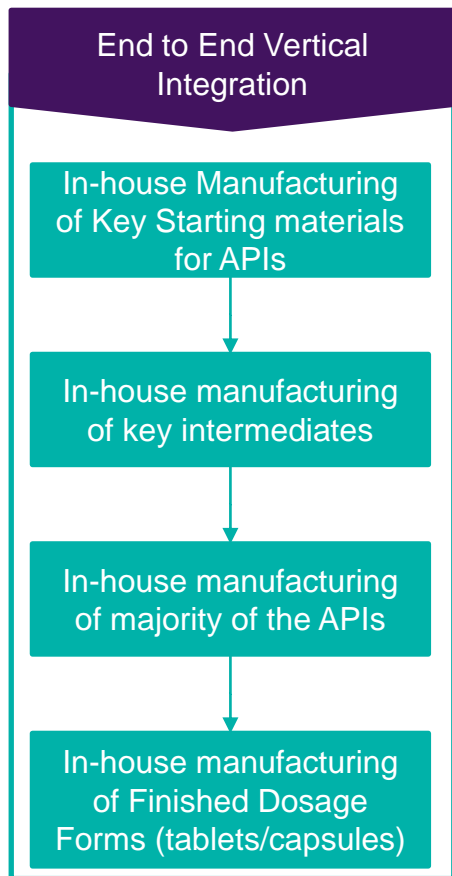 End to End Vertical
Integration
In-house Manufacturing
of Key Starting materials
for APIs
In-house manufacturing
of key intermediates
In-house manufacturing
of majority of the APIs
In-house manufacturing
of Finished Dosage
Forms (tablets/capsules)